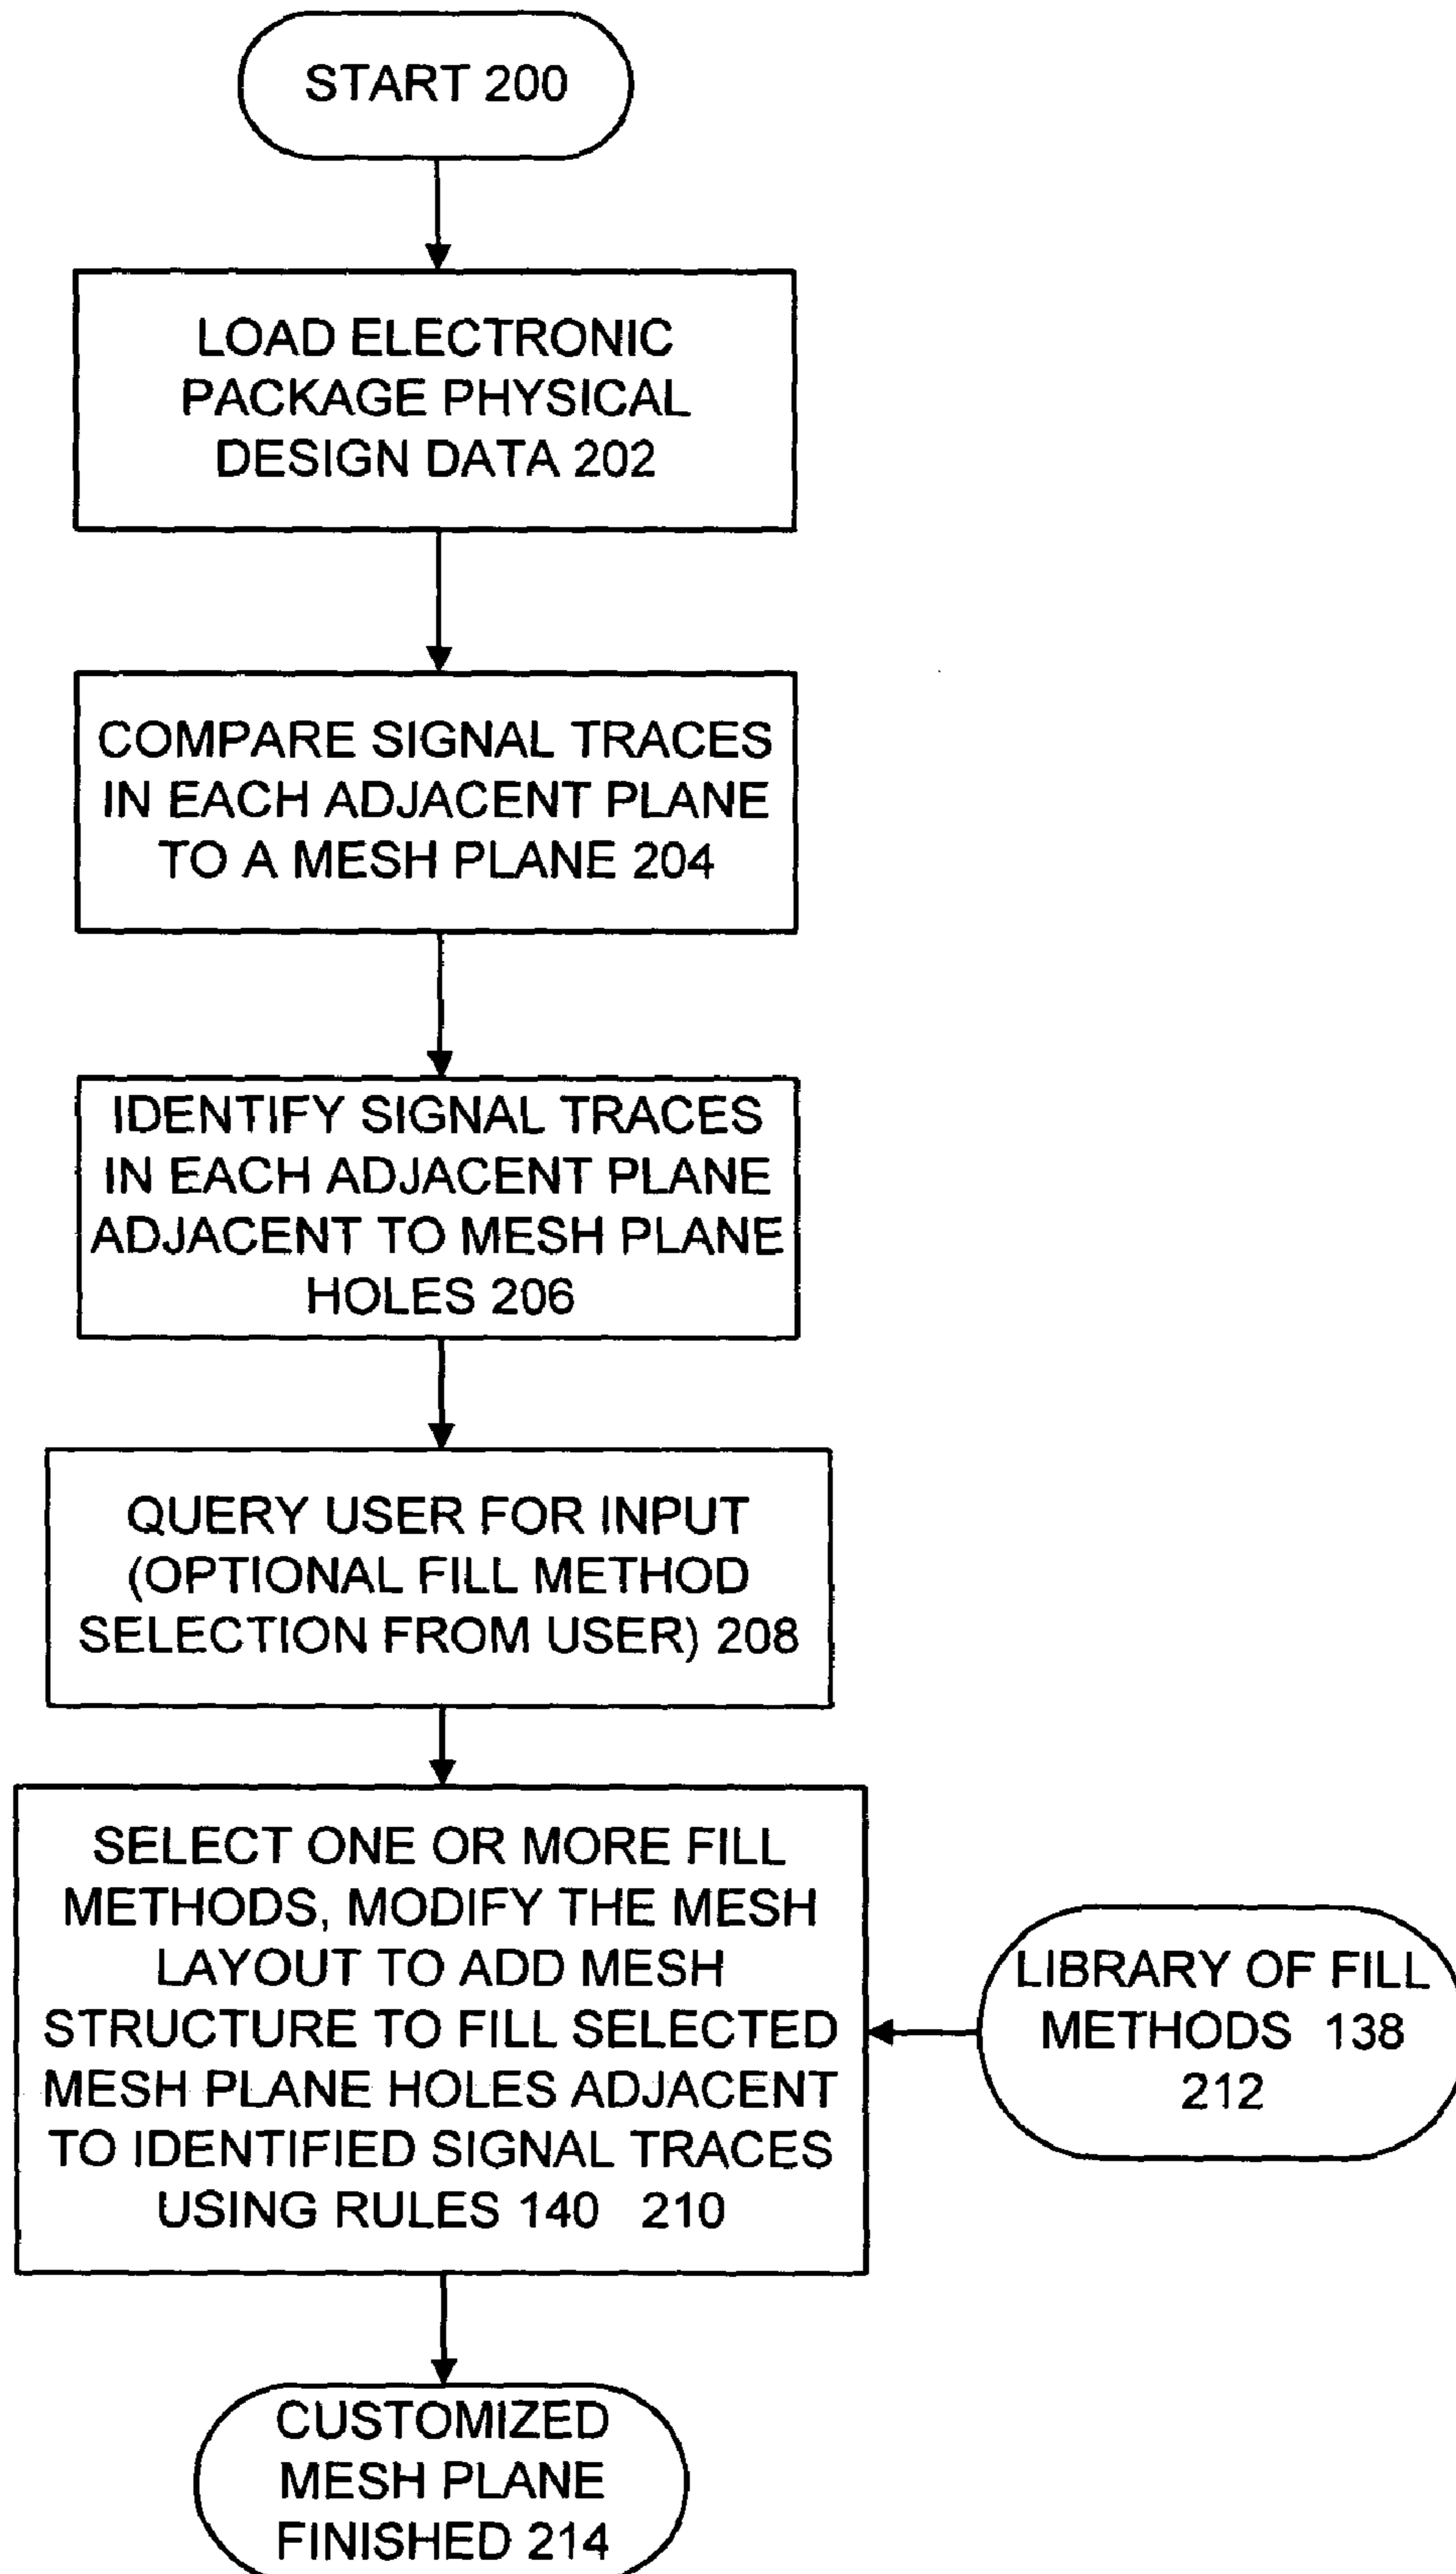 START 200
LOAD ELECTRONIC
PACKAGE PHYSICAL
DESIGN DATA 202
COMPARE SIGNAL TRACES
IN EACH ADJACENT PLANE
TO A MESH PLANE 204
IDENTIFY SIGNAL TRACES
IN EACH ADJACENT PLANE
ADJACENT TO MESH PLANE
HOLES 206
QUERY USER FOR INPUT
(OPTIONAL FILL METHOD
SELECTION FROM USER) 208
SELECT ONE OR MORE FILL
METHODS, MODIFY THE MESH
LAYOUT TO ADD MESH
STRUCTURE TO FILL SELECTED
MESH PLANE HOLES ADJACENT
TO IDENTIFIED SIGNAL TRACES
USING RULES 140 210
LIBRARY OF FILL
METHODS 138
212
CUSTOMIZED
MESH PLANE
FINISHED 214